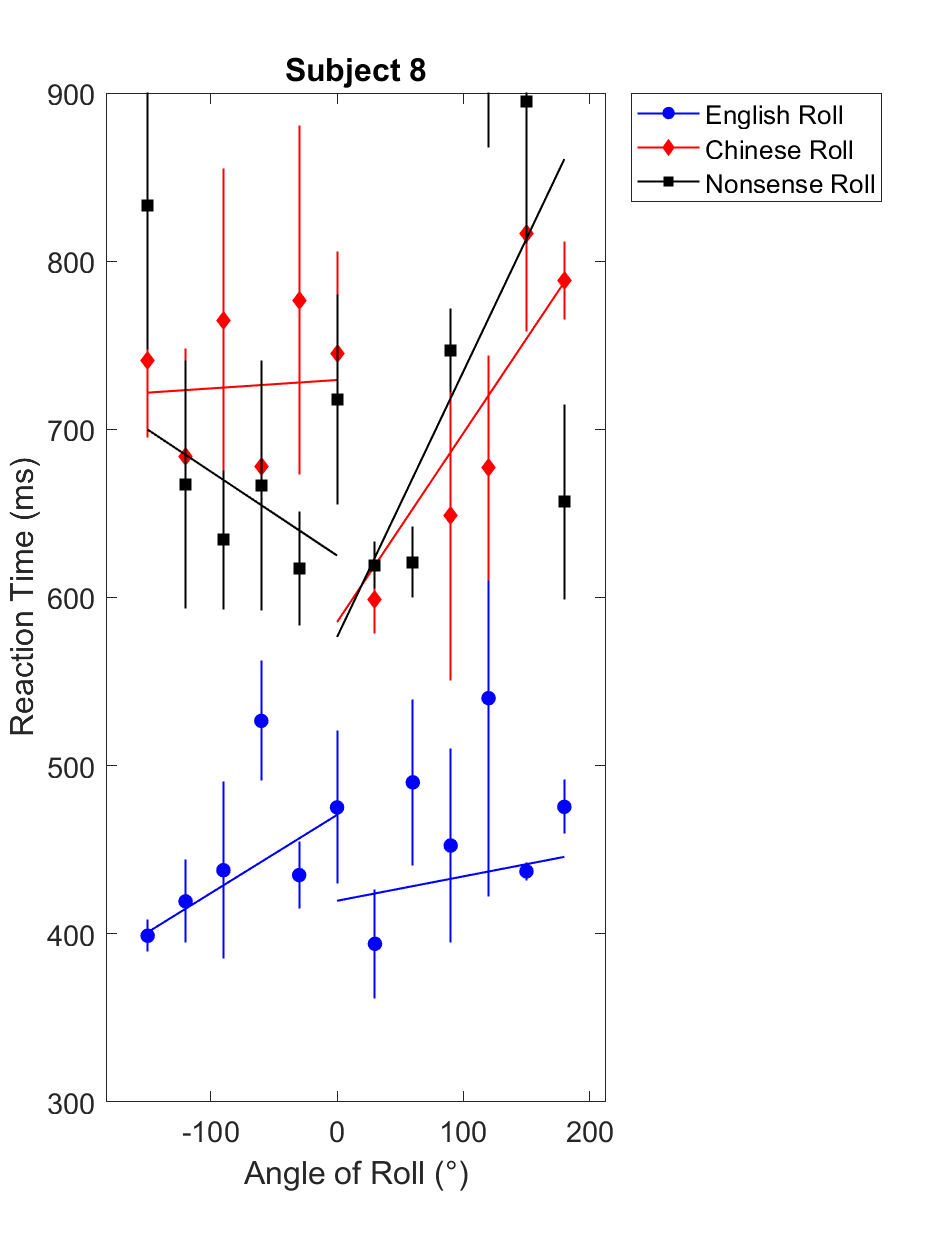 Subject 8
900
800
700
600
500
400
300
Reaction Time (ms)
-100 0 100 200
Angle of Roll (°)
English Roll
Chinese Roll
Nonsense Roll